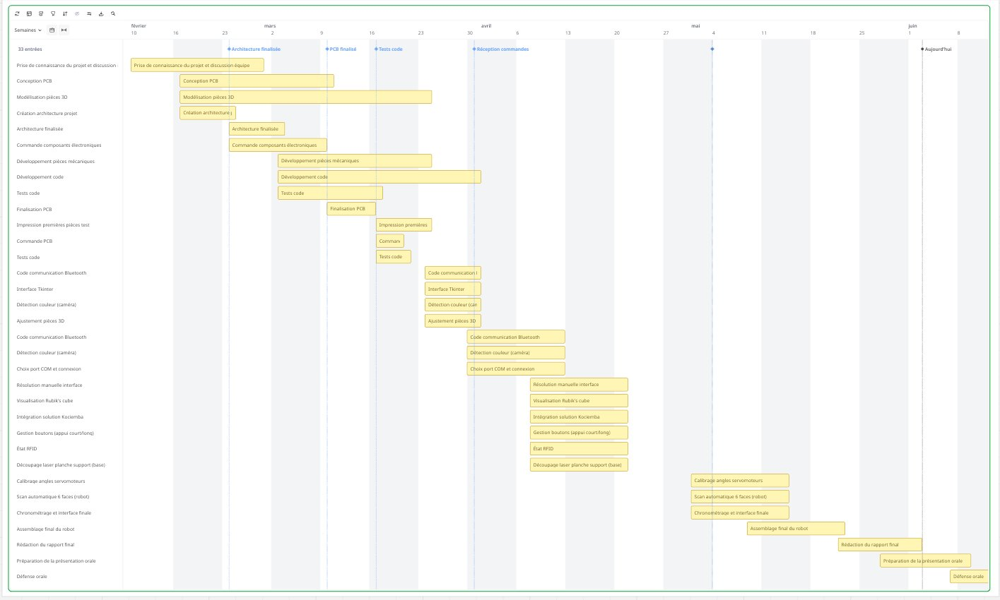 février mars avril mai juin
Semaines
10 16 23 2 9 16 23 30 6 13 20 27 4 11 18 25 1 8
33 entrées Architecture finalisée PCB finalisé Tests code Réception commandes Aujourd'hui
Prise de connaissance du projet et discussion Prise de connaissance du projet et discussion équipe
Conception PCB Conception PCB
Modélisation pièces 3D Modélisation pièces 3D
Création architecture projet Création architecture
Architecture finalisée Architecture finalisée
Commande composants électroniques Commande composants électroniques
Développement pièces mécaniques Développement pièces mécaniques
Développement code Développement code
Tests code Tests code
Finalisation PCB Finalisation PCB
Impression premières pièces test Impression premières
Commande PCB Comman
Tests code Tests code
Code communication Bluetooth Code communication
Interface Tkinter Interface Tkinter
Détection couleur (caméra) Détection couleur (can
Ajustement pièces 3D Ajustement pièces 3D
Code communication Bluetooth Code communication Bluetooth
Détection couleur (caméra) Détection couleur (caméra)
Choix port COM et connexion Choix port COM et connexion
Résolution manuelle interface Résolution manuelle interface
Visualisation Rubik's cube Visualisation Rubik's cube
Intégration solution Kociemba Intégration solution Kociemba
Gestion boutons (appui court/long) Gestion boutons (appui court/long)
État RFID État RFID
Découpage laser planche support (base) Découpage laser planche support (base)
Calibrage angles servomoteurs Calibrage angles servomoteurs
Scan automatique 6 faces (robot) Scan automatique 6 faces (robot)
Chronométrage et interface finale Chronométrage et interface finale
Assemblage final du robot Assemblage final du robot
Rédaction du rapport final Rédaction du rapport final
Préparation de la présentation orale Préparation de la présentation orale
Défense orale Défense orale